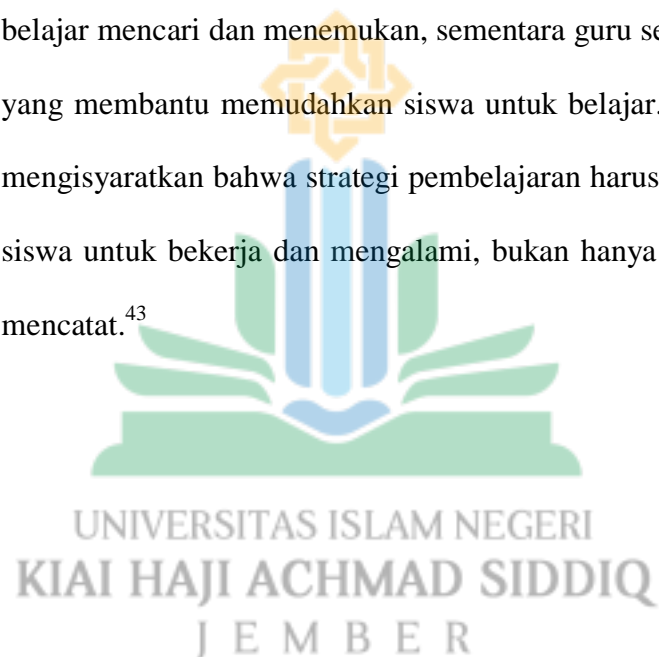 belajar mencari dan menemukan, sementara guru se
yang membantu memudahkan siswa untuk belajar.
mengisyaratkan bahwa strategi pembelajaran harus
siswa untuk bekerja dan mengalami, bukan hanya
mencatat.43
UNIVERSITAS ISLAM NEGERI
KIAI HAJI ACHMAD SIDDIQ
J E M B E R